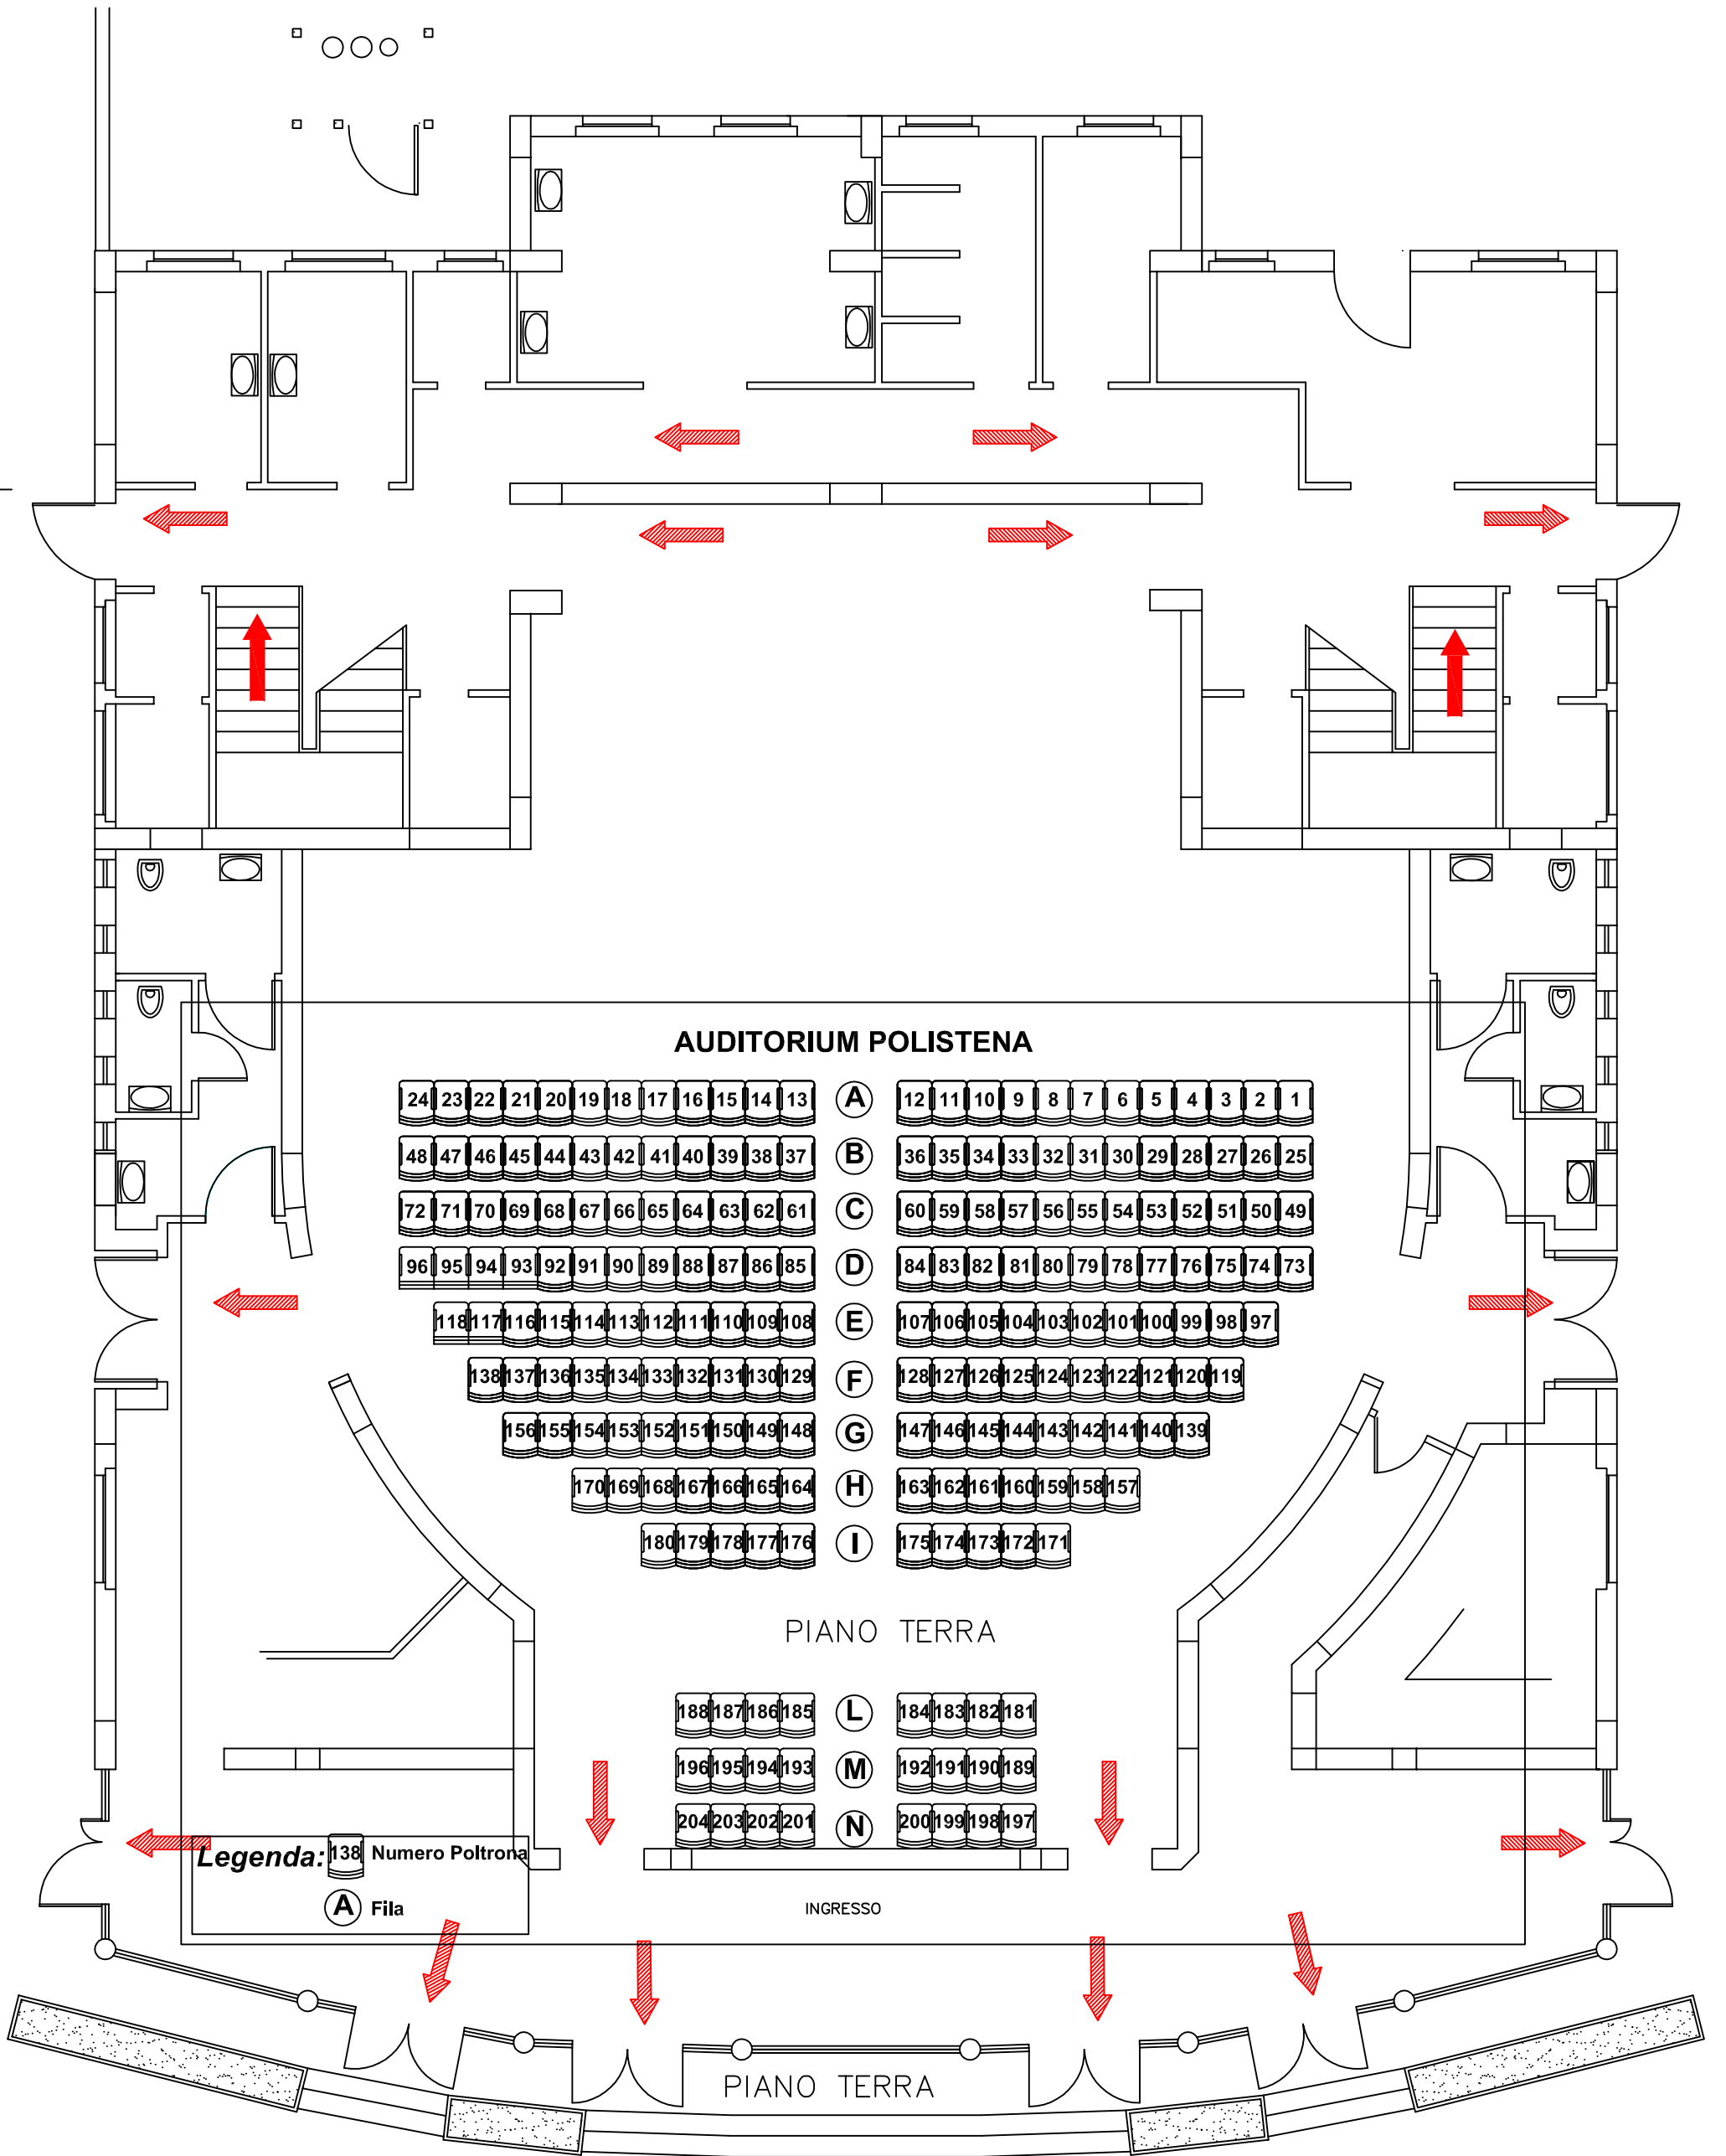 AUDITORIUM POLISTENA
24 23 22 21 20 19 18 17 16 15 14 13 A 12 11 10 9 8 7 6 5 4 3 2 1
48 47 46 45 44 43 42 41 40 39 38 37 B 36 35 34 33 32 31 30 29 28 27 26 25
72 71 70 69 68 67 66 65 64 63 62 61 C 60 59 58 57 56 55 54 53 52 51 50 49
96 95 94 93 92 91 90 89 88 87 86 85 D 84 83 82 81 80 79 78 77 76 75 74 73
118 117 116 115 114 113 112 111 110 109 108 E 107 106 105 104 103 102 101 100 99 98 97
138 137 136 135 134 133 132 131 130 129 F 128 127 126 125 124 123 122 121 120 119
156 155 154 153 152 151 150 149 148 G 147 146 145 144 143 142 141 140 139
170 169 168 167 166 165 164 H 163 162 161 160 159 158 157
180 179 178 177 176 I 175 174 173 172 171
PIANO TERRA
188 187 186 185 L 184 183 182 181
196 195 194 193 M 192 191 190 189
204 203 202 201 N 200 199 198 197
Legenda: 138 Numero Poltrona
A Fila
INGRESSO
PIANO TERRA